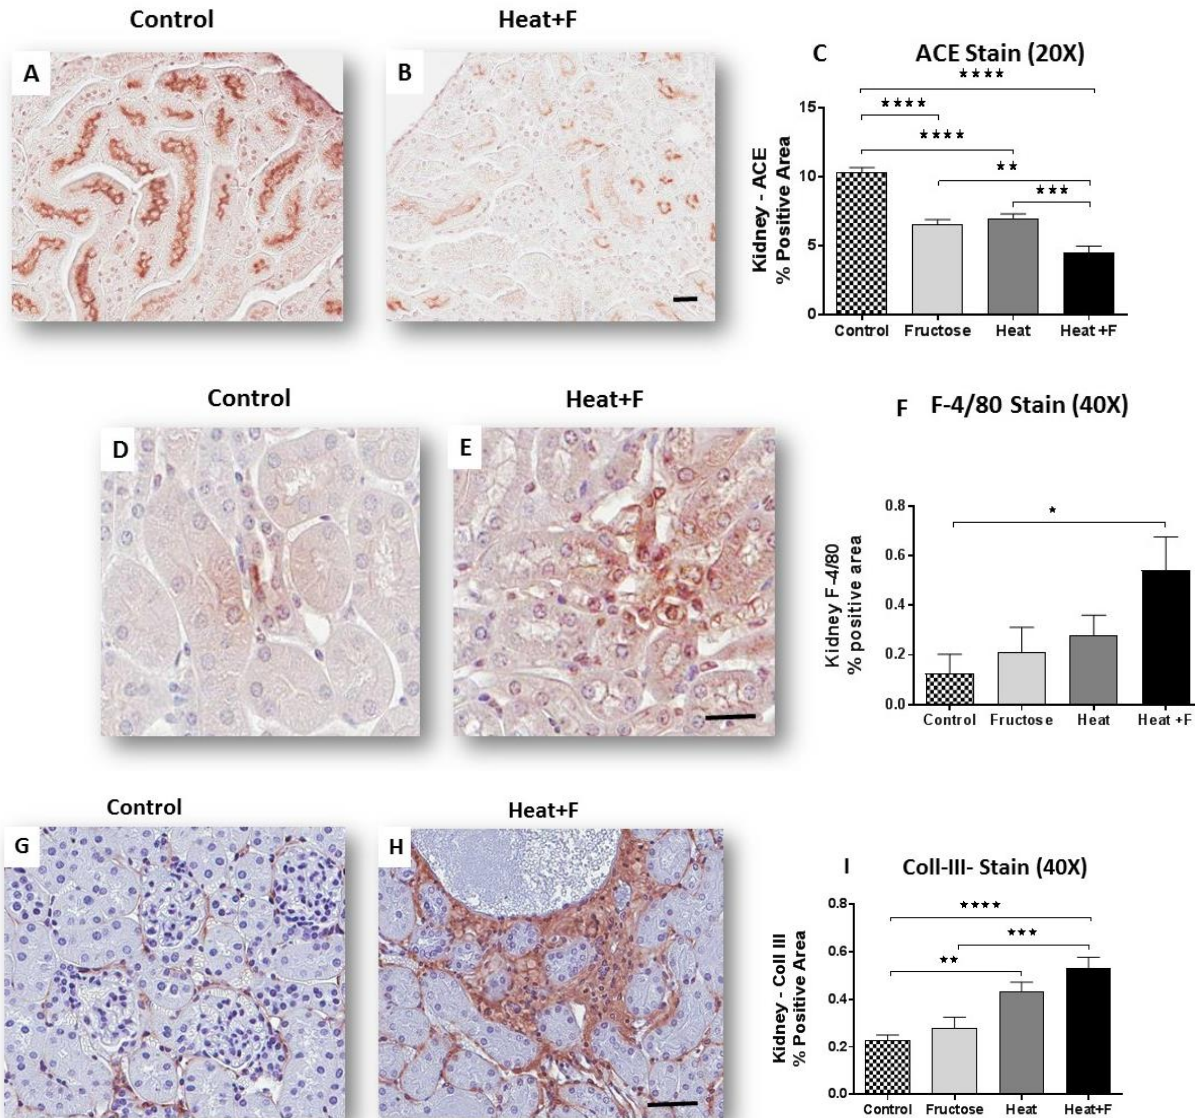 Control
Heat+F
A
B
C
ACE Stain (20X)
★★★★
★★★★
★★★★
★★
★★★
Kidney - ACE
% Positive Area
15
10
5
0
Control Fructose Heat Heat +F
Control
Heat+F
D
E
F F-4/80 Stain (40X)
★
Kidney F-4/80
% positive area
0.8
0.6
0.4
0.2
0.0
Control Fructose Heat Heat +F
Control
Heat+F
G
H
I Coll-III- Stain (40X)
★★★★
★★★
★★
Kidney - Coll III
% Positive Area
0.8
0.6
0.4
0.2
0.0
Control Fructose Heat Heat+F